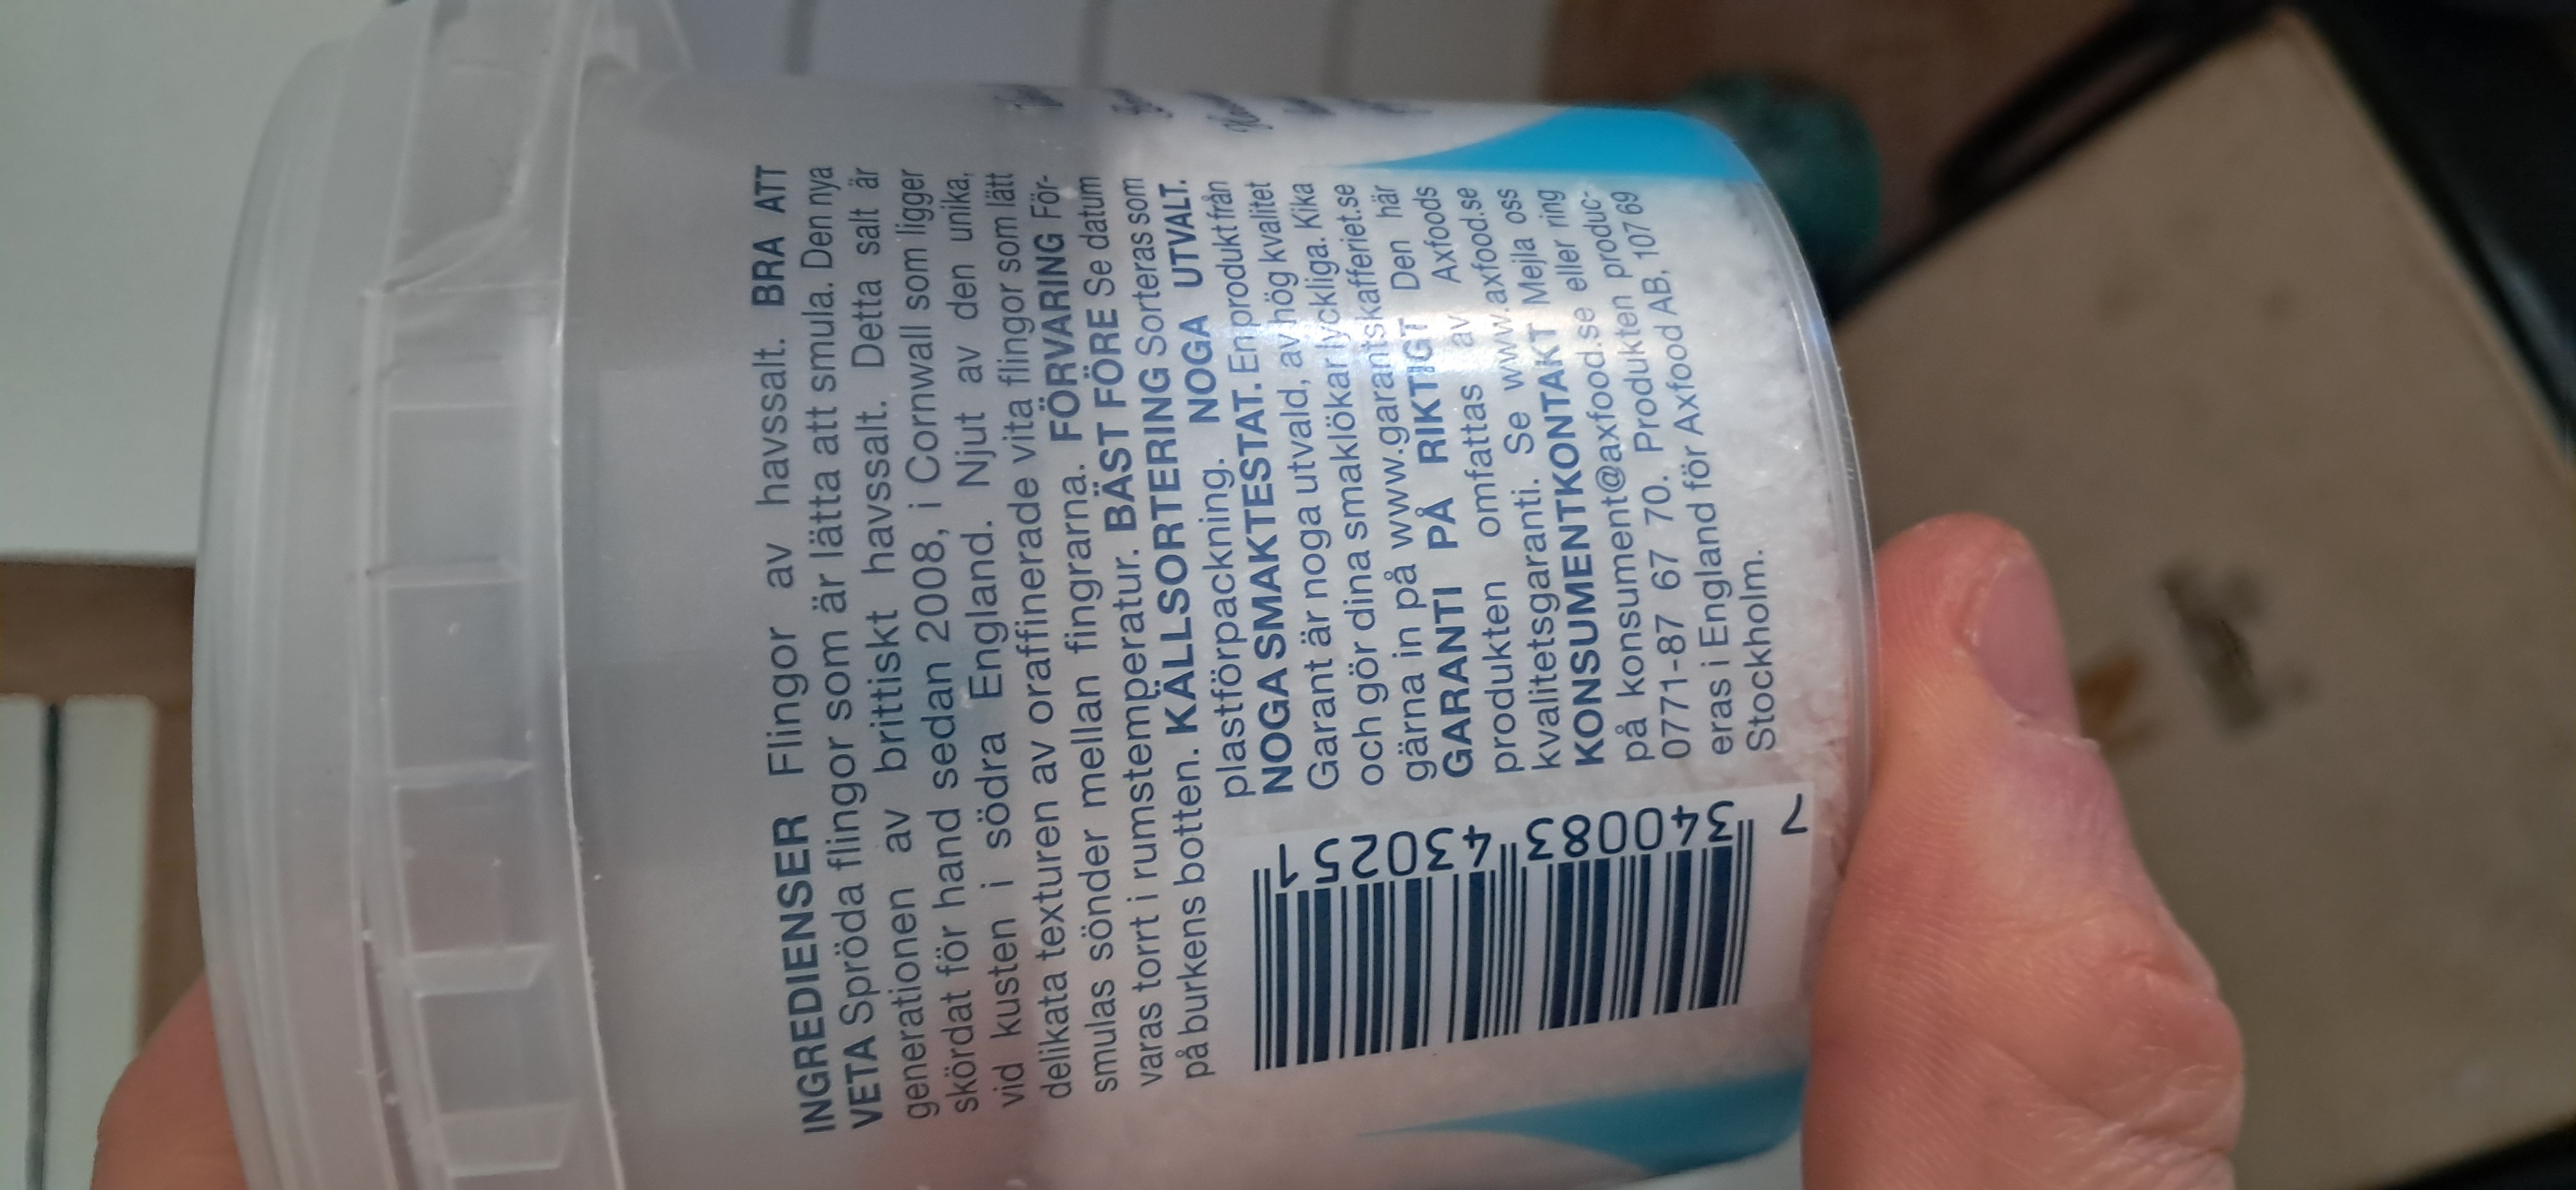 INGREDIENSER Flingor av havssalt. BRA ATT
VETA Spröda flingor som är lätta att smula. Den nya
generationen av brittiskt havssalt. Detta salt är
skördat för hand sedan 2008, i Cornwall som ligger
vid kusten i södra England. Njut av den unika,
delikata texturen av oraffinerade vita flingor som lätt
smulas sönder mellan fingrarna. FÖRVARING För-
varas torrt i rumstemperatur. BÄST FÖRE Se datum
på burkens botten. KÄLLSORTERING Sorteras som
plastförpackning. NOGA UTVALT.
NOGA SMAKTESTAT. En produkt från
Garant är noga utvald, av hög kvalitet
och gör dina smaklökar lyckliga. Kika
gärna in på www.garantskafferiet.se
GARANTI PÅ RIKTIGT Den här
produkten omfattas av Axfoods
kvalitetsgaranti. Se www.axfood.se
KONSUMENTKONTAKT Mejla oss
på konsument@axfood.se eller ring
0771-87 67 70. Produkten produc-
eras i England för Axfood AB, 107 69
Stockholm.
7 340083 430251